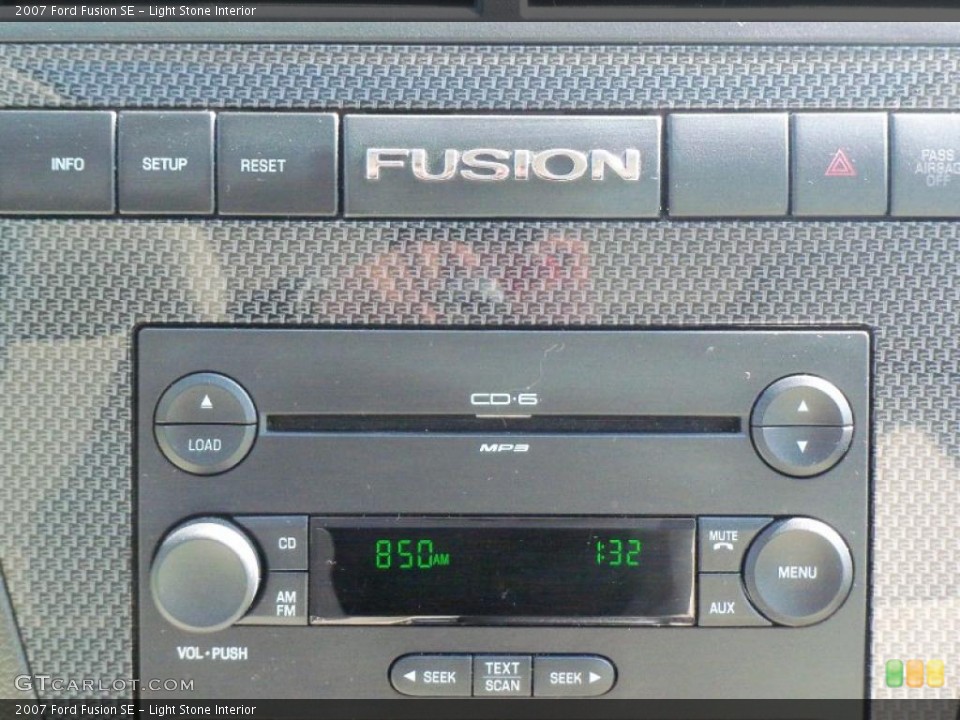 2007 Ford Fusion SE – Light Stone Interior
INFO
SETUP
RESET
FUSION
PASS
AIRBAG
OFF
CD·6
LOAD
MP3
CD
850AM
1:32
MUTE
MENU
AM
FM
AUX
VOL•PUSH
SEEK
TEXT
SCAN
SEEK
GTCARLOT.COM
2007 Ford Fusion SE – Light Stone Interior